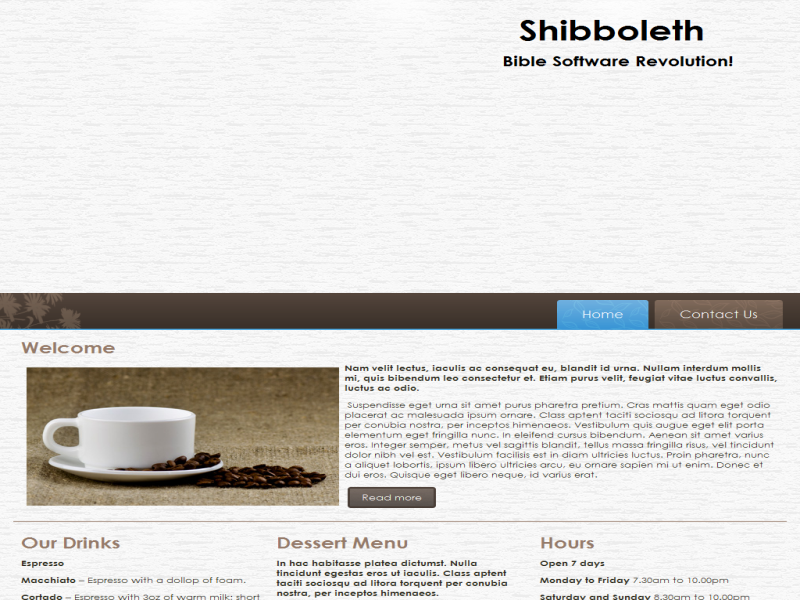 Shibboleth
Bible Software Revolution!
Home
Contact Us
Welcome
Nam velit lectus, iaculis ac consequat eu, blandit id urna. Nullam interdum mollis
mi, quis bibendum leo consectetur et. Etiam purus velit, feugiat vitae luctus convallis,
luctus ac odio.
Suspendisse eget urna sit amet purus pharetra pretium. Cras mattis quam eget odio
placerat ac malesuada ipsum ornare. Class aptent taciti sociosqu ad litora torquent
per conubia nostra, per inceptos himenaeos. Vestibulum quis augue eget elit porta
elementum eget fringilla nunc. In eleifend cursus bibendum. Aenean sit amet varius
eros. Integer semper, metus vel sagittis blandit, tellus massa fringilla risus, vel tincidunt
dolor nibh vel est. Vestibulum facilisis est in diam ultricies luctus. Proin pharetra, nunc
a aliquet lobortis, ipsum libero ultricies arcu, eu ornare sapien mi ut enim. Donec et
dui eros. Quisque eget libero neque, id varius erat.
Read more
Our Drinks
Espresso
Macchiato – Espresso with a dollop of foam.
Cortado – Espresso with 3oz of warm milk; short
Dessert Menu
In hac habitasse platea dictumst. Nulla
tincidunt egestas eros ut iaculis. Class aptent
taciti sociosqu ad litora torquent per conubia
nostra, per inceptos himenaeos.
Hours
Open 7 days
Monday to Friday 7.30am to 10.00pm
Saturday and Sunday 8.30am to 10.00pm